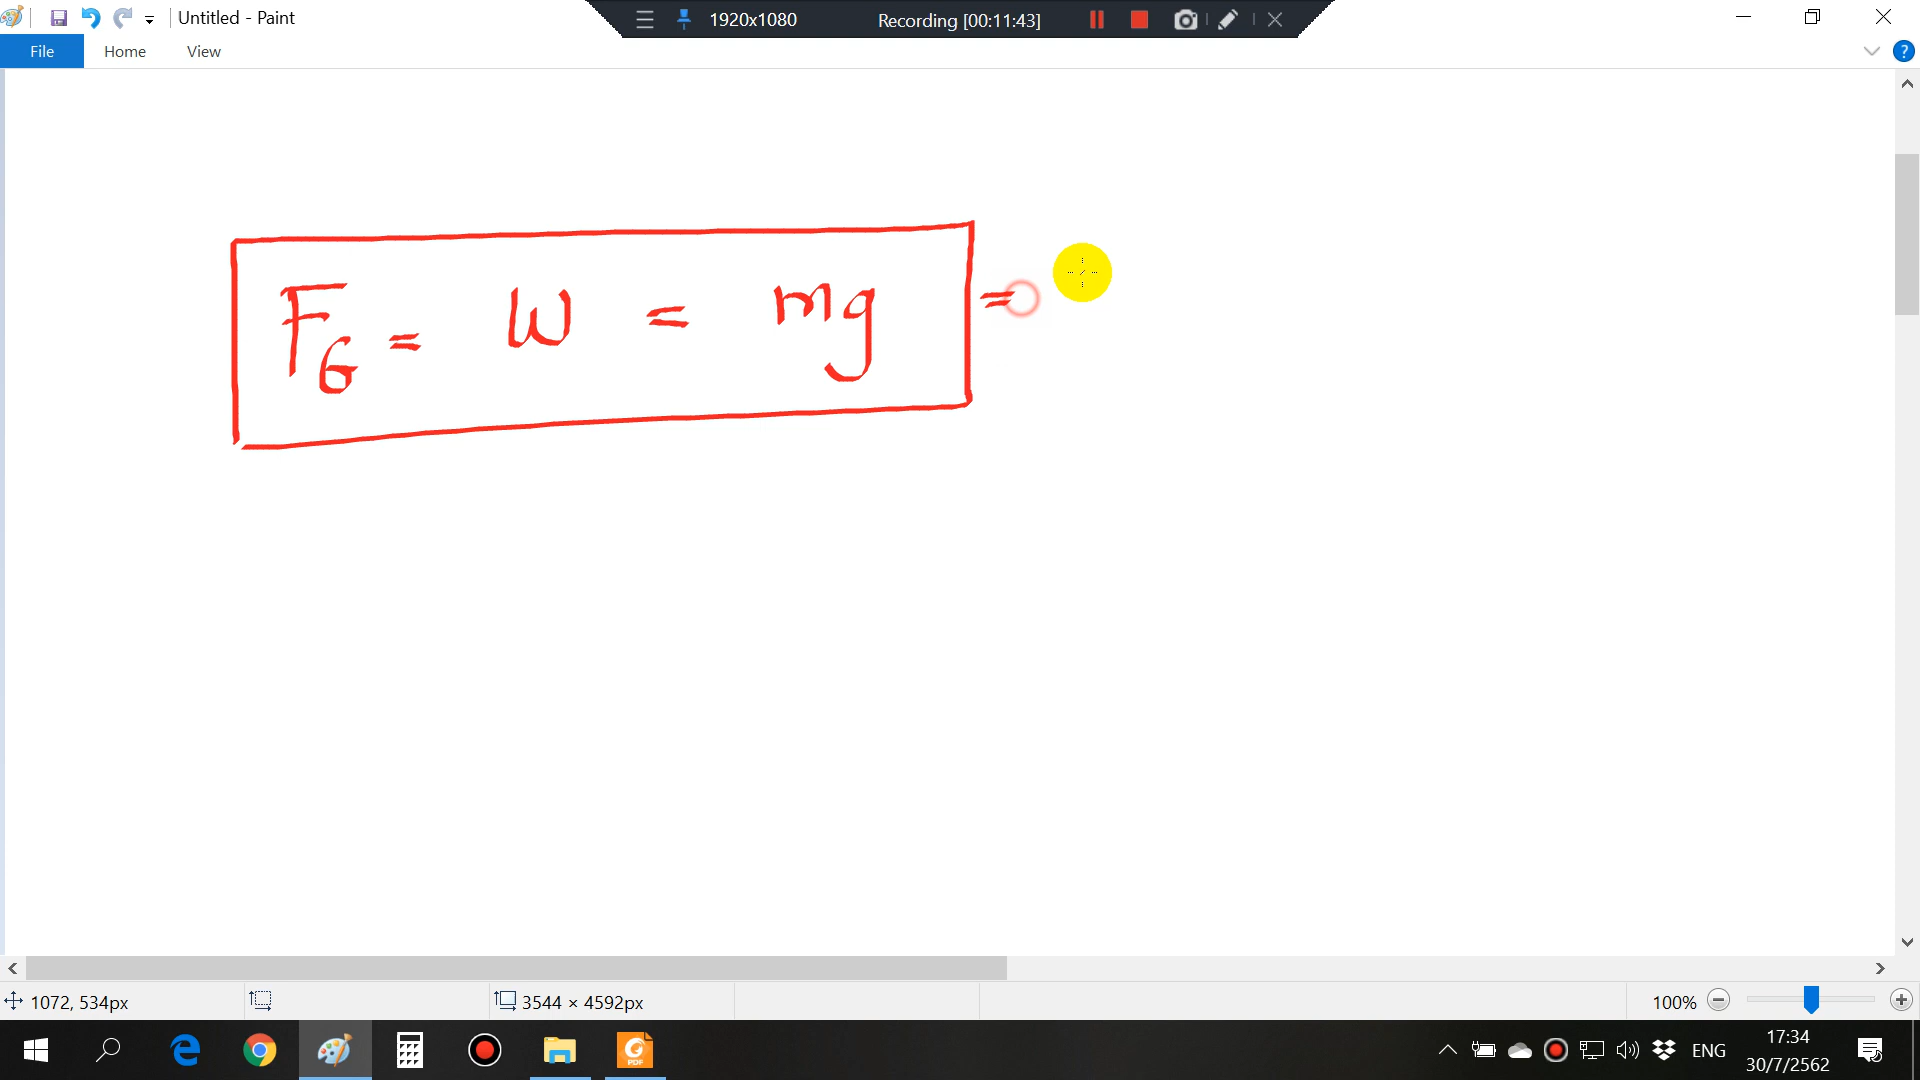 Untitled - Paint
1920x1080
Recording [00:11:43]
File Home View
F_G = W = mg =
1072, 534px
3544 × 4592px
100%
ENG
17:34
30/7/2562
PDF